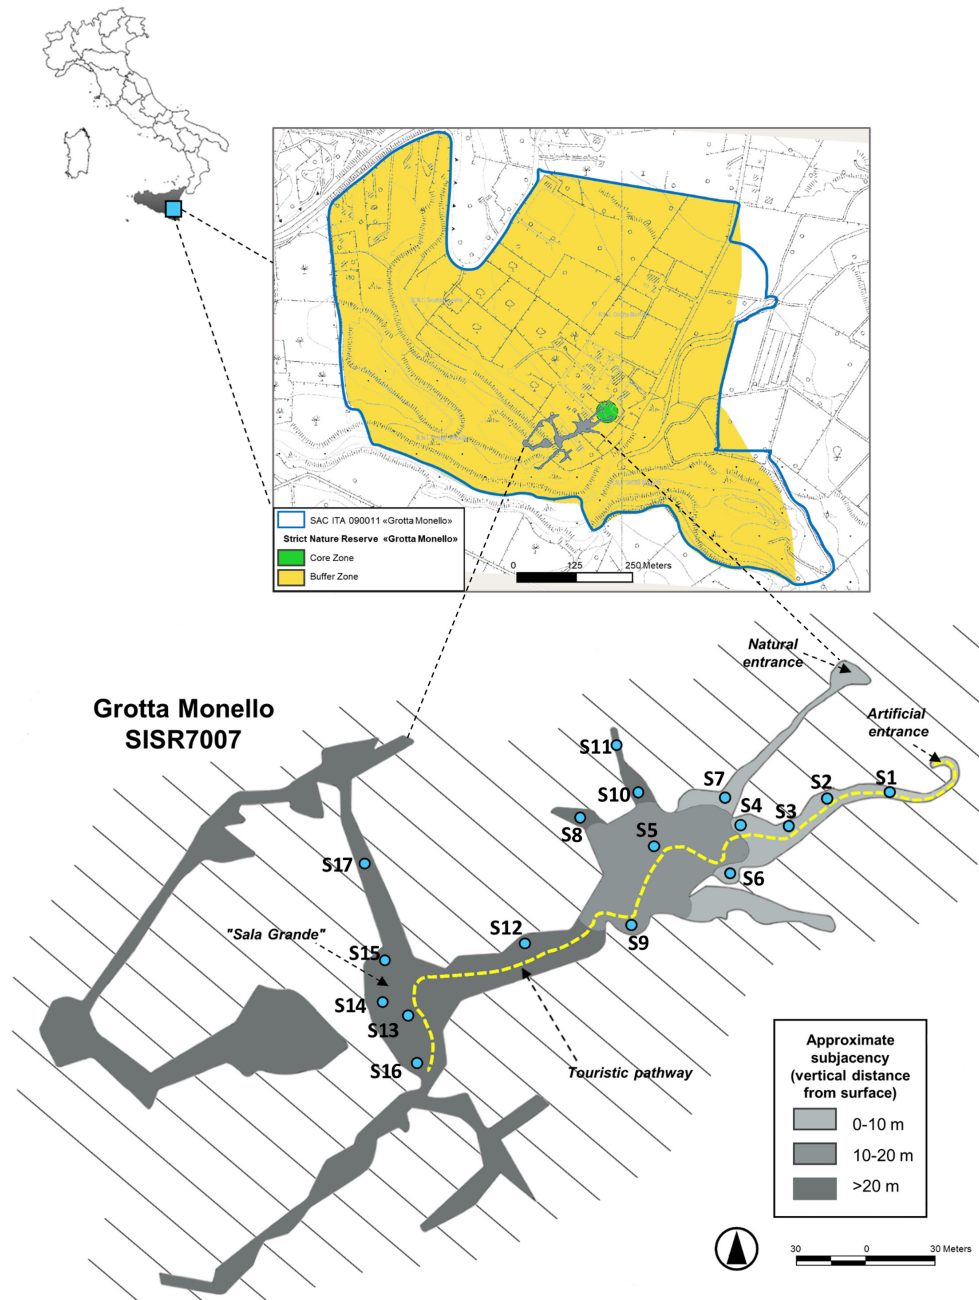 SAC ITA 090011 «Grotta Monello»
Strict Nature Reserve «Grotta Monello»
Core Zone
Buffer Zone
0 125 250 Meters
Natural
entrance
Grotta Monello
SISR7007
Artificial
entrance
S11
S10
S7
S2
S1
S8
S4
S3
S5
S17
S6
"Sala Grande"
S12
S9
S15
S14
S13
S16
Touristic pathway
Approximate
subjacency
(vertical distance
from surface)
0-10 m
10-20 m
>20 m
30 0 30 Meters